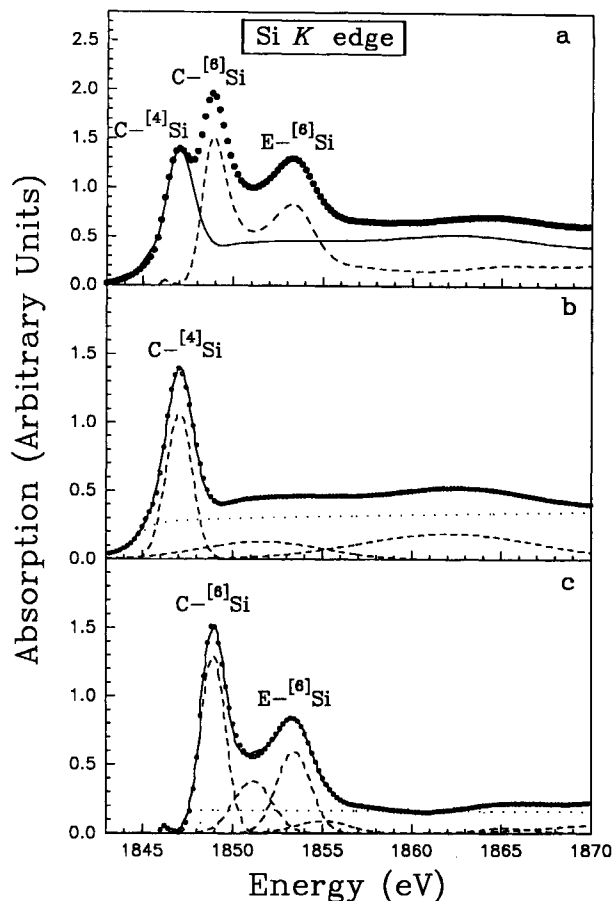 Si K edge
a
C-[6]Si
C-[4]Si
E-[6]Si
2.5
2.0
1.5
1.0
0.5
0.0
b
C-[4]Si
1.5
1.0
0.5
0.0
c
C-[6]Si
E-[6]Si
1.5
1.0
0.5
0.0
1845 1850 1855 1860 1865 1870
Energy (eV)
Absorption (Arbitrary Units)